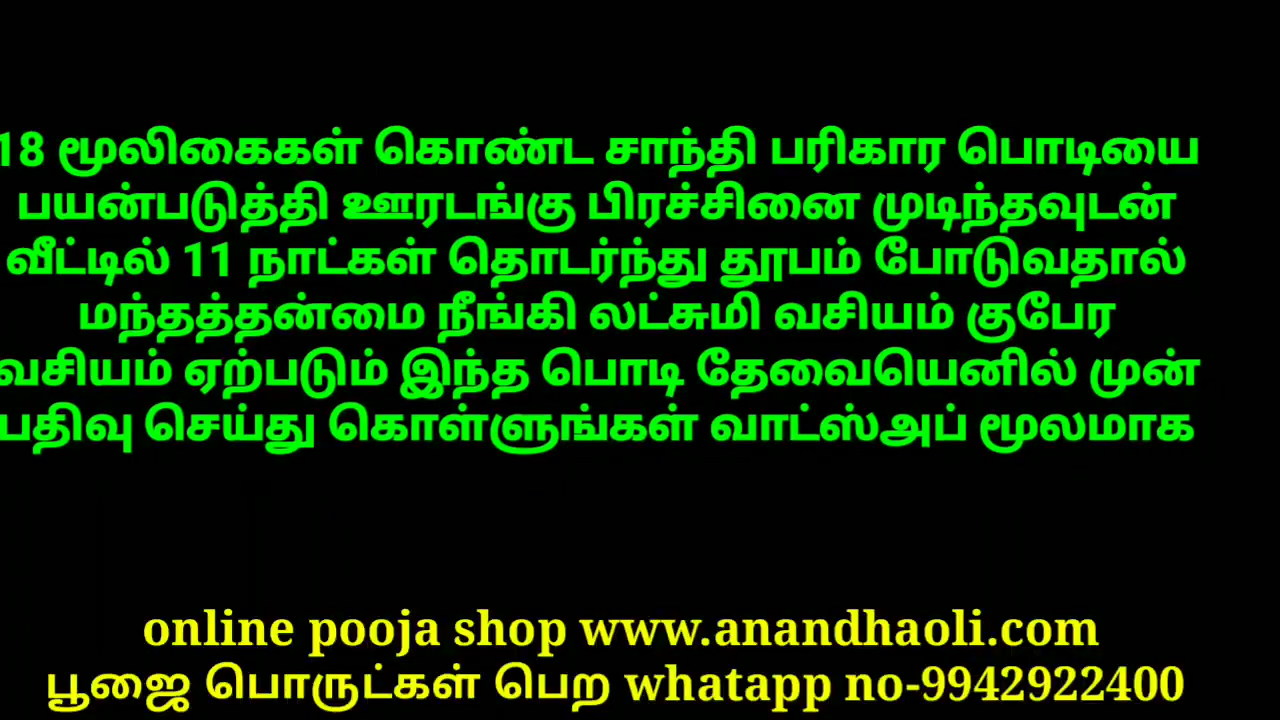 18 மூலிகைகள் கொண்ட சாந்தி பரிகார பொடியை
பயன்படுத்தி ஊரடங்கு பிரச்சினை முடிந்தவுடன்
வீட்டில் 11 நாட்கள் தொடர்ந்து தூபம் போடுவதால்
மந்தத்தன்மை நீங்கி லட்சுமி வசியம் குபேர
வசியம் ஏற்படும் இந்த பொடி தேவையெனில் முன்
பதிவு செய்து கொள்ளுங்கள் வாட்ஸ்அப் மூலமாக
online pooja shop www.anandhaoli.com
பூஜை பொருட்கள் பெற whatapp no-9942922400